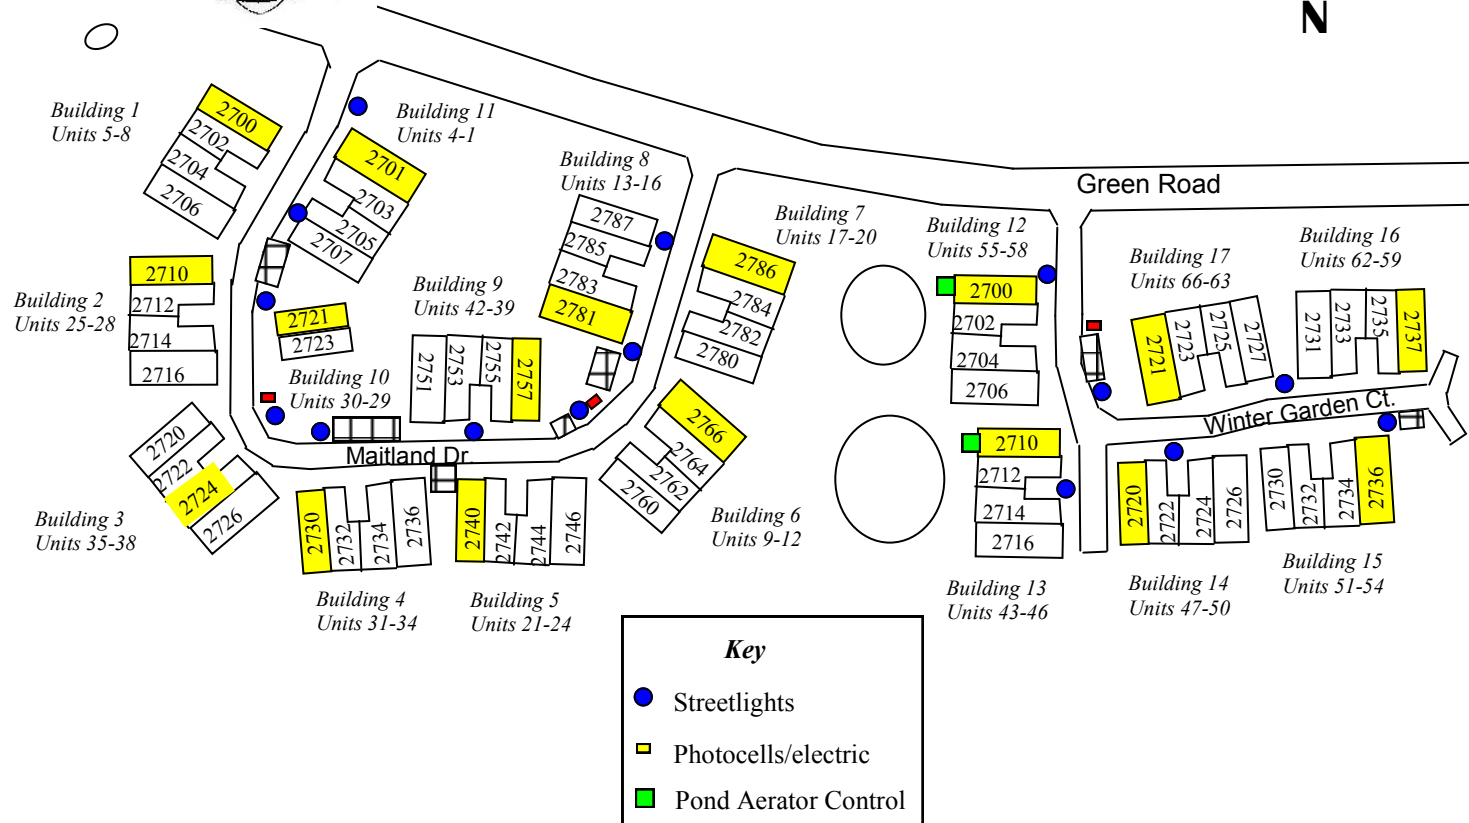 N
Building 1
Units 5-8
2700
2702
2704
2706
Building 11
Units 4-1
2701
2703
2705
2707
Building 8
Units 13-16
2787
2785
2783
2781
Building 7
Units 17-20
2786
2784
2782
2780
Green Road
Building 12
Units 55-58
2700
2702
2704
2706
Building 17
Units 66-63
2721
2723
2725
2727
Building 16
Units 62-59
2731
2733
2735
2737
Building 2
Units 25-28
2710
2712
2714
2716
2721
2723
Building 10
Units 30-29
Building 9
Units 42-39
2751
2753
2755
2757
Maitland Dr
Winter Garden Ct.
2720
2722
2724
2726
Building 3
Units 35-38
2730
2732
2734
2736
Building 4
Units 31-34
2740
2742
2744
2746
Building 5
Units 21-24
2766
2764
2762
2760
Building 6
Units 9-12
2710
2712
2714
2716
Building 13
Units 43-46
2720
2722
2724
2726
Building 14
Units 47-50
2730
2732
2734
2736
Building 15
Units 51-54
Key
Streetlights
Photocells/electric
Pond Aerator Control